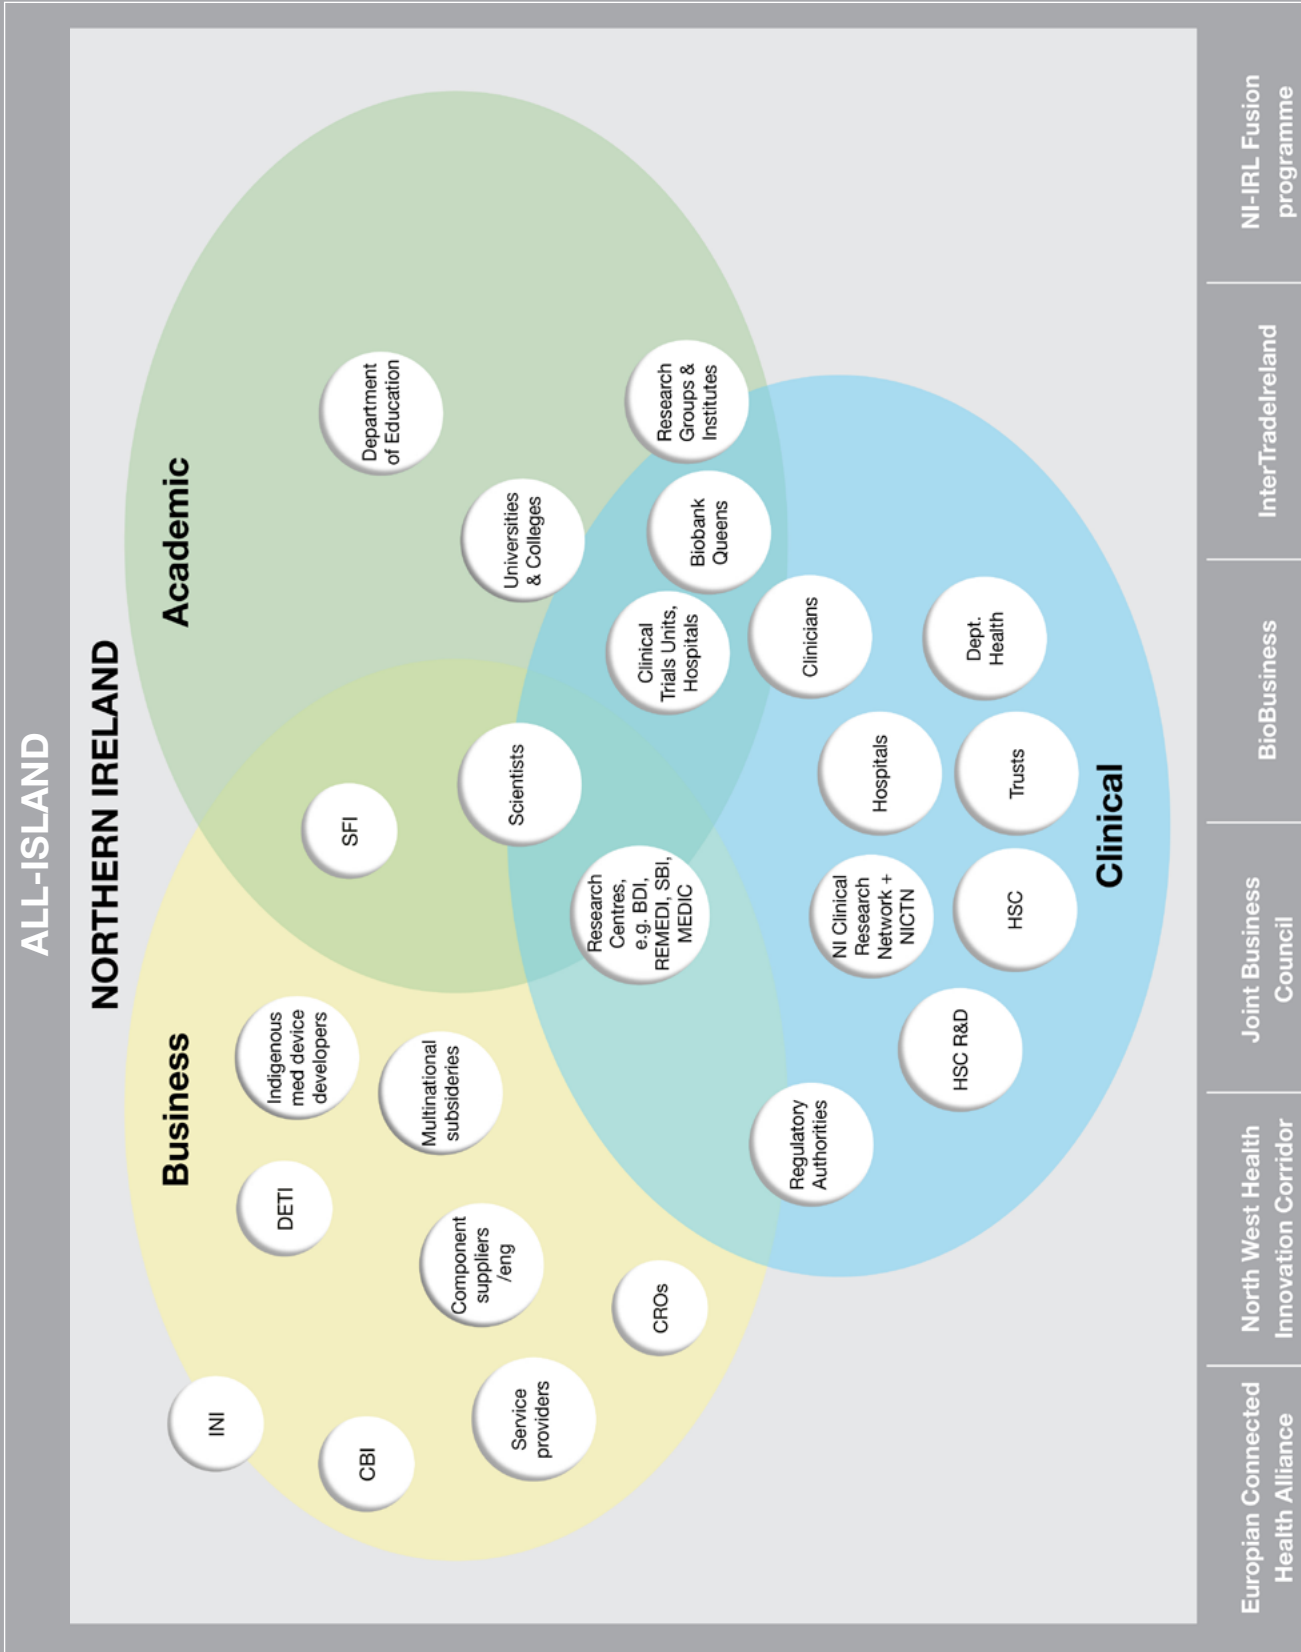 ALL-ISLAND
NORTHERN IRELAND
Business
Academic
INI
DETI
Indigenous
med device
developers
SFI
Department
of Education
CBI
Multinational
subsideries
Component
suppliers
/eng
Service
providers
Scientists
Universities
& Colleges
CROs
Research
Centres,
e.g. BDI,
REMEDI, SBI,
MEDIC
Clinical
Trials Units,
Hospitals
Biobank
Queens
Research
Groups &
Institutes
Regulatory
Authorities
Clinicians
NI Clinical
Research
Network +
NICTN
Hospitals
HSC R&D
HSC
Trusts
Dept.
Health
Clinical
Europian Connected
Health Alliance
North West Health
Innovation Corridor
Joint Business
Council
BioBusiness
InterTradeIreland
NI-IRL Fusion
programme